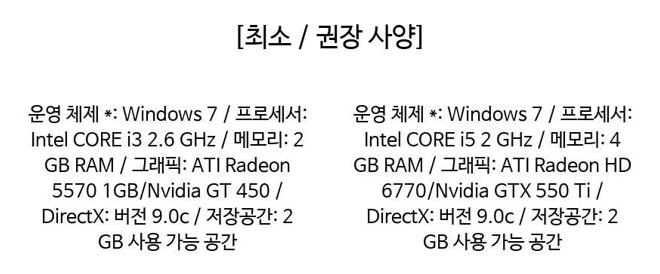 [최소 / 권장 사양]
운영 체제 *: Windows 7 / 프로세서:
Intel CORE i3 2.6 GHz / 메모리: 2
GB RAM / 그래픽: ATI Radeon
5570 1GB/Nvidia GT 450 /
DirectX: 버전 9.0c / 저장공간: 2
GB 사용 가능 공간
운영 체제 *: Windows 7 / 프로세서:
Intel CORE i5 2 GHz / 메모리: 4
GB RAM / 그래픽: ATI Radeon HD
6770/Nvidia GTX 550 Ti /
DirectX: 버전 9.0c / 저장공간: 2
GB 사용 가능 공간